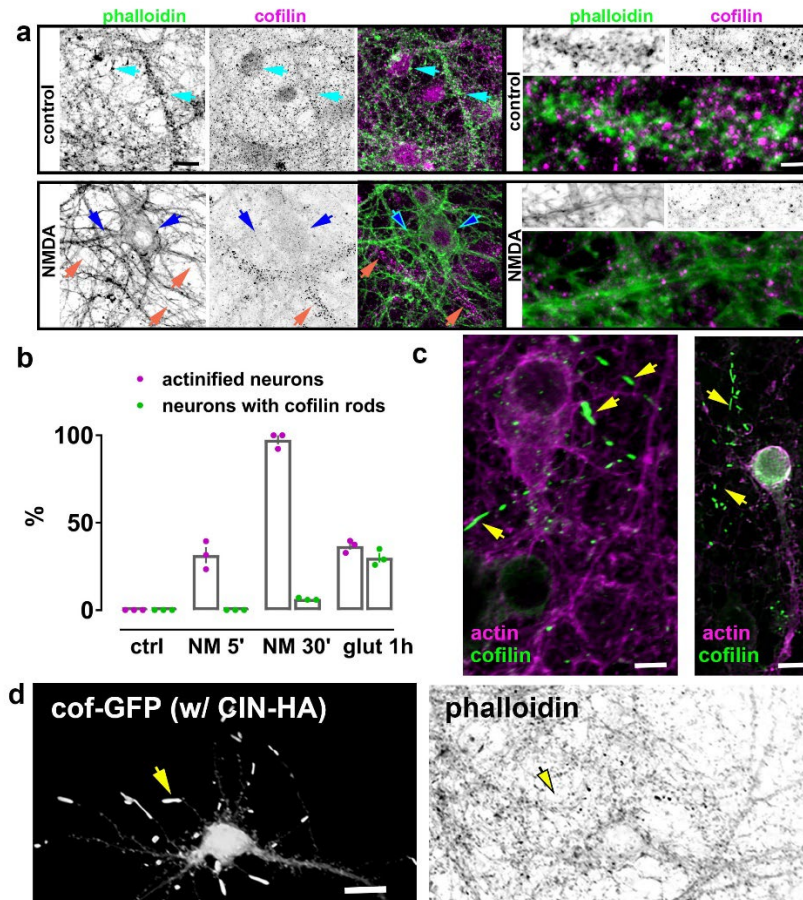 phalloidin cofilin phalloidin cofilin
a
control
control
NMDA
NMDA
b
actinified neurons
neurons with cofilin rods
100
50
0
%
ctrl NM 5' NM 30' glut 1h
c
actin
cofilin
actin
cofilin
d
cof-GFP (w/ CIN-HA)
phalloidin